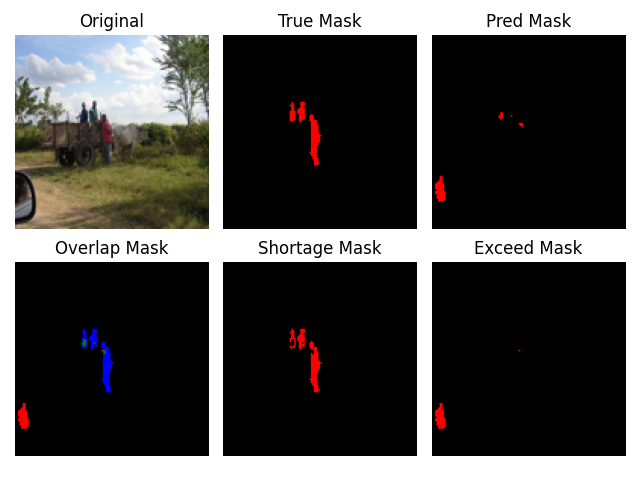 Original
True Mask
Pred Mask
Overlap Mask
Shortage Mask
Exceed Mask